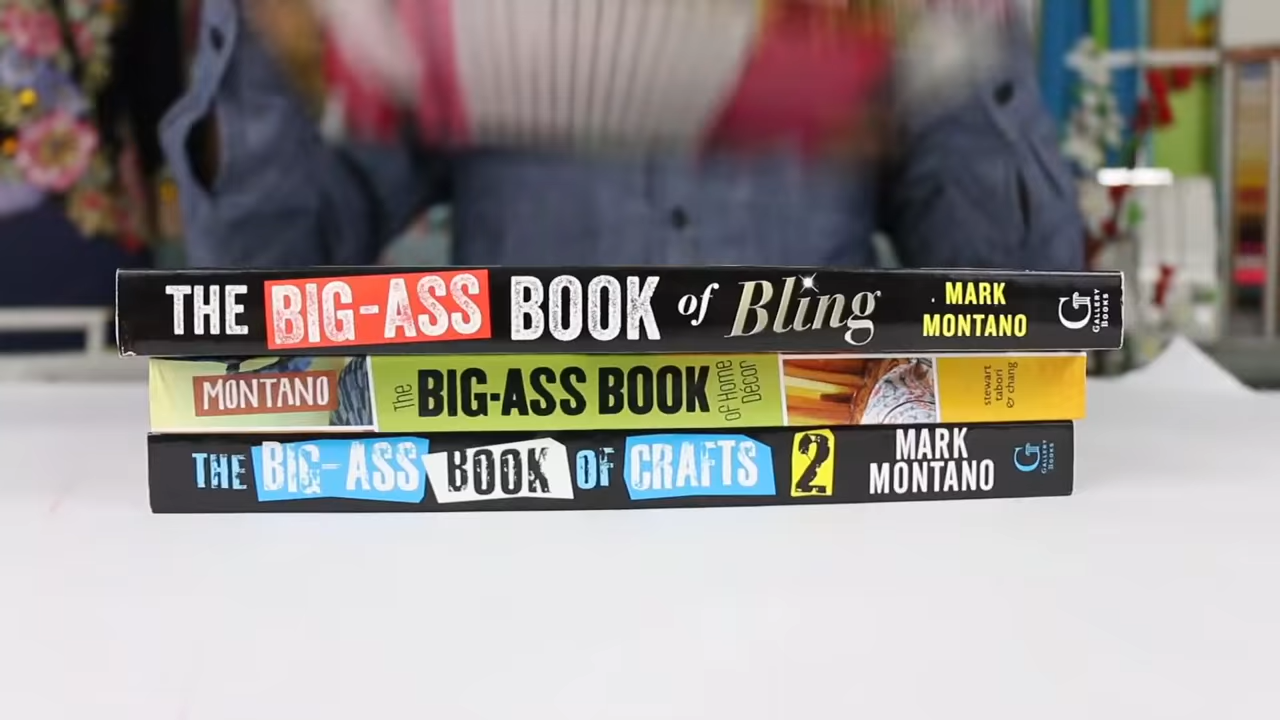 THE BIG-ASS BOOK of Bling MARK MONTANO G GALLERY BOOKS
MONTANO The BIG-ASS BOOK of Home Décor stewart tabori & chang
THE BIG-ASS BOOK OF CRAFTS 2 MARK MONTANO G GALLERY BOOKS